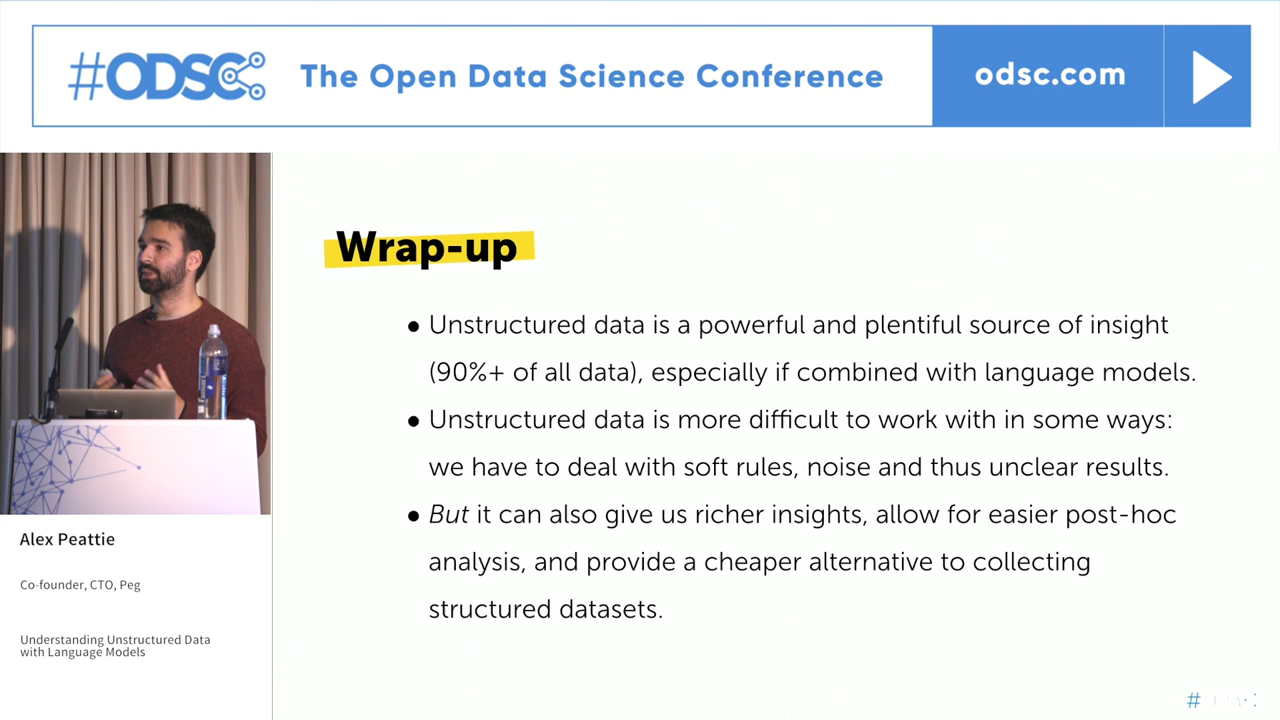 #ODSC
The Open Data Science Conference
odsc.com
Wrap-up
● Unstructured data is a powerful and plentiful source of insight
(90%+ of all data), especially if combined with language models.
● Unstructured data is more difficult to work with in some ways:
we have to deal with soft rules, noise and thus unclear results.
● But it can also give us richer insights, allow for easier post-hoc
analysis, and provide a cheaper alternative to collecting
structured datasets.
Alex Peattie
Co-founder, CTO, Peg
Understanding Unstructured Data
with Language Models
#